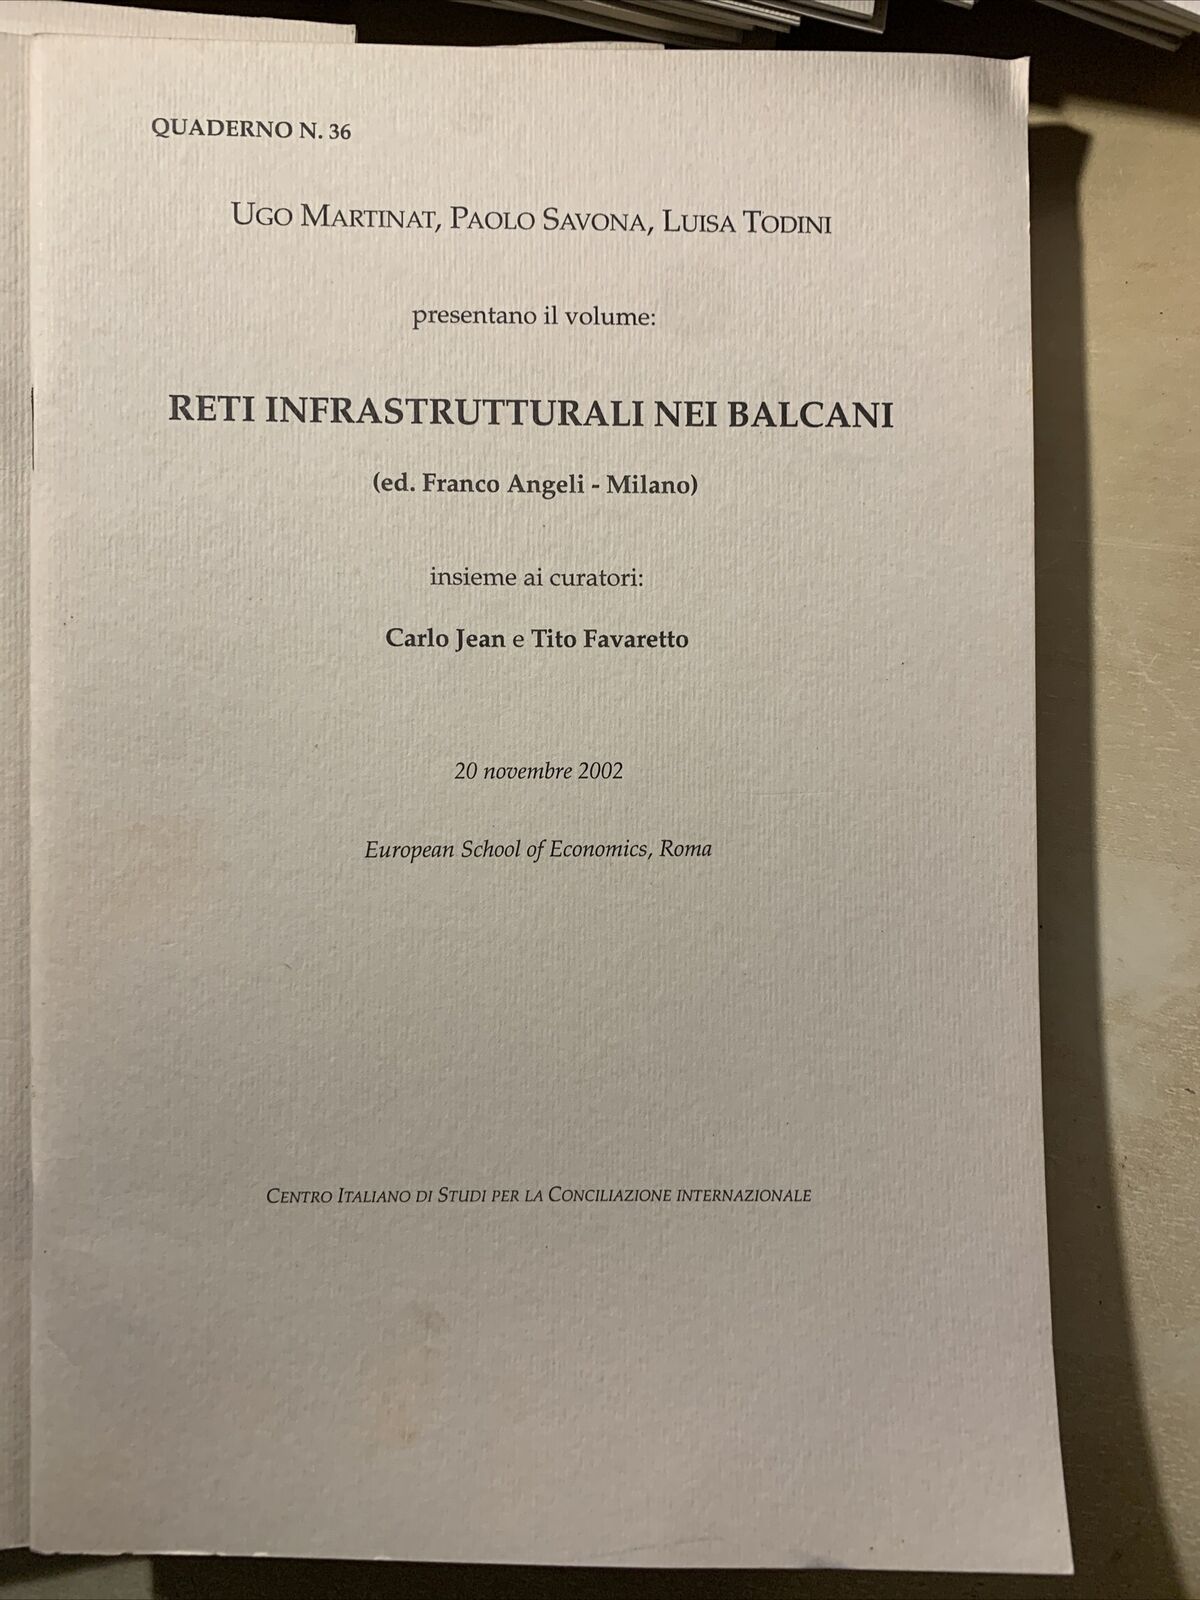 QUADERNO N. 36
UGO MARTINAT, PAOLO SAVONA, LUISA TODINI
presentano il volume:
RETI INFRASTRUTTURALI NEI BALCANI
(ed. Franco Angeli - Milano)
insieme ai curatori:
Carlo Jean e Tito Favaretto
20 novembre 2002
European School of Economics, Roma
CENTRO ITALIANO DI STUDI PER LA CONCILIAZIONE INTERNAZIONALE